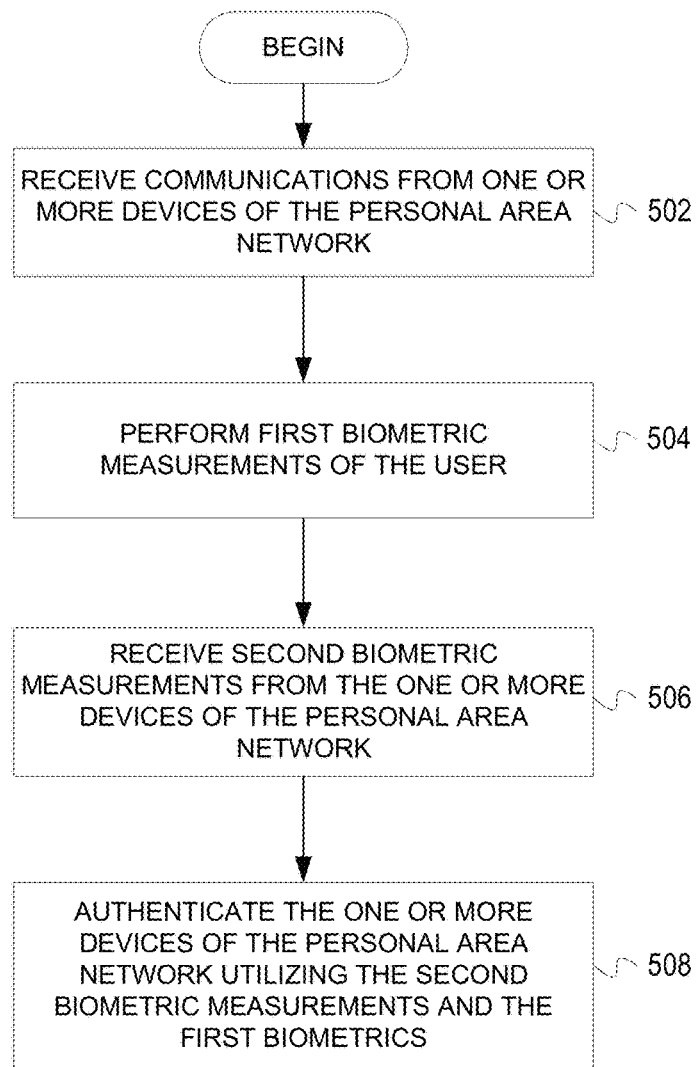 BEGIN
RECEIVE COMMUNICATIONS FROM ONE OR
MORE DEVICES OF THE PERSONAL AREA
NETWORK
502
PERFORM FIRST BIOMETRIC
MEASUREMENTS OF THE USER
504
RECEIVE SECOND BIOMETRIC
MEASUREMENTS FROM THE ONE OR MORE
DEVICES OF THE PERSONAL AREA
NETWORK
506
AUTHENTICATE THE ONE OR MORE
DEVICES OF THE PERSONAL AREA
NETWORK UTILIZING THE SECOND
BIOMETRIC MEASUREMENTS AND THE
FIRST BIOMETRICS
508